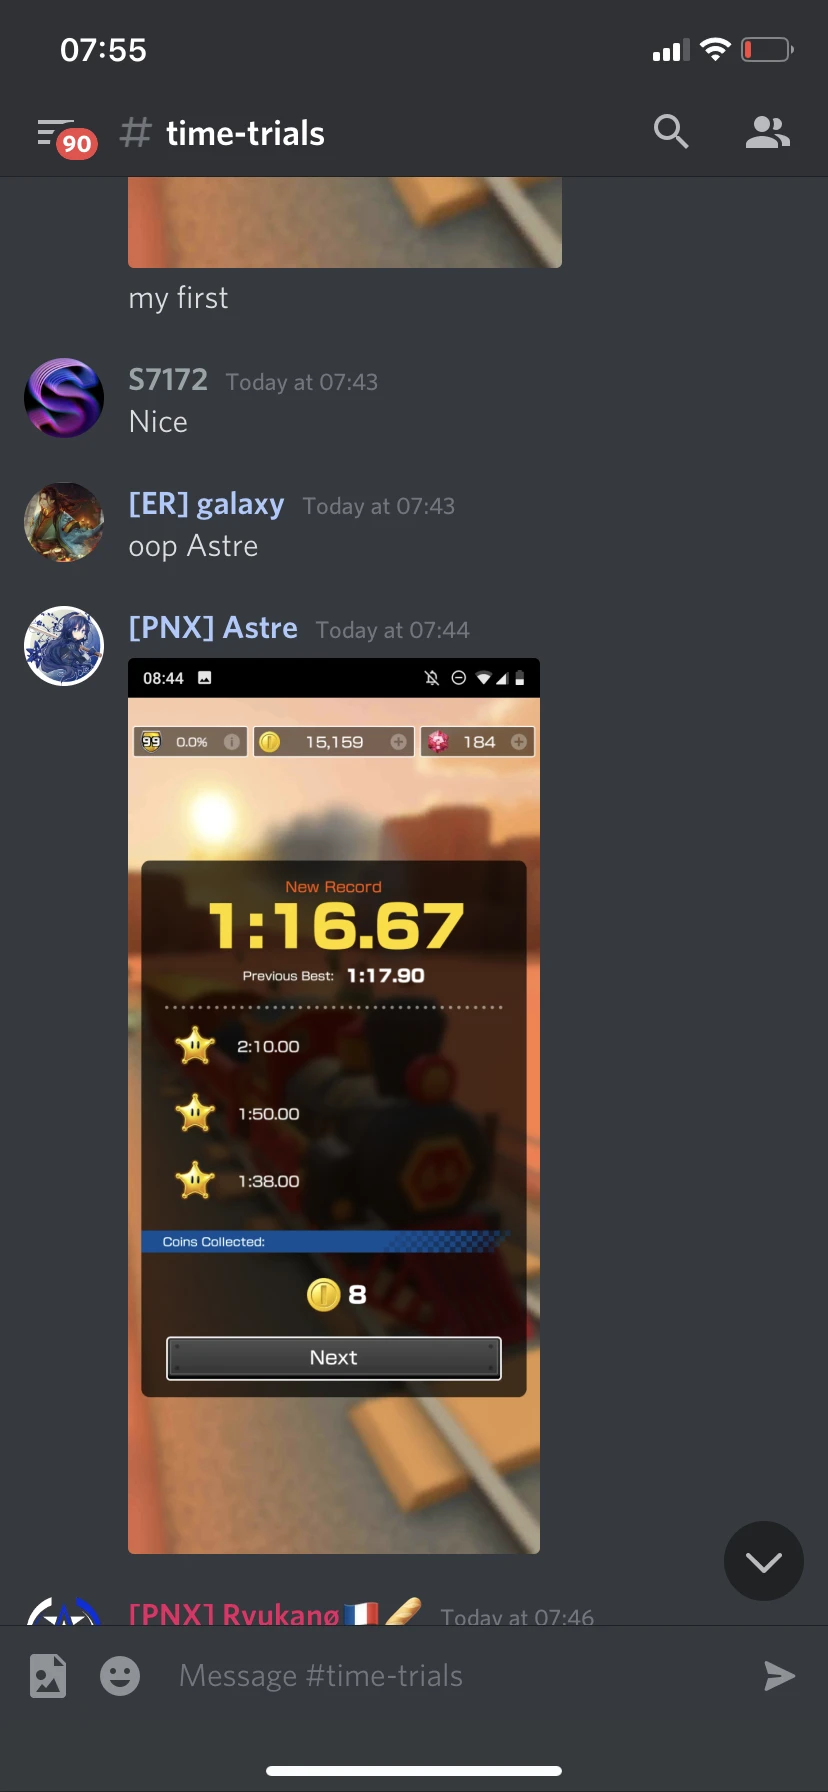 07:55
90
# time-trials
my first
S7172 Today at 07:43
Nice
[ER] galaxy Today at 07:43
oop Astre
[PNX] Astre Today at 07:44
08:44
99 0.0% 15,159 184
New Record
1:16.67
Previous Best: 1:17.90
2:10.00
1:50.00
1:38.00
Coins Collected:
8
Next
[PNX] Ryukanø🇫🇷🥖 Today at 07:46
Message #time-trials